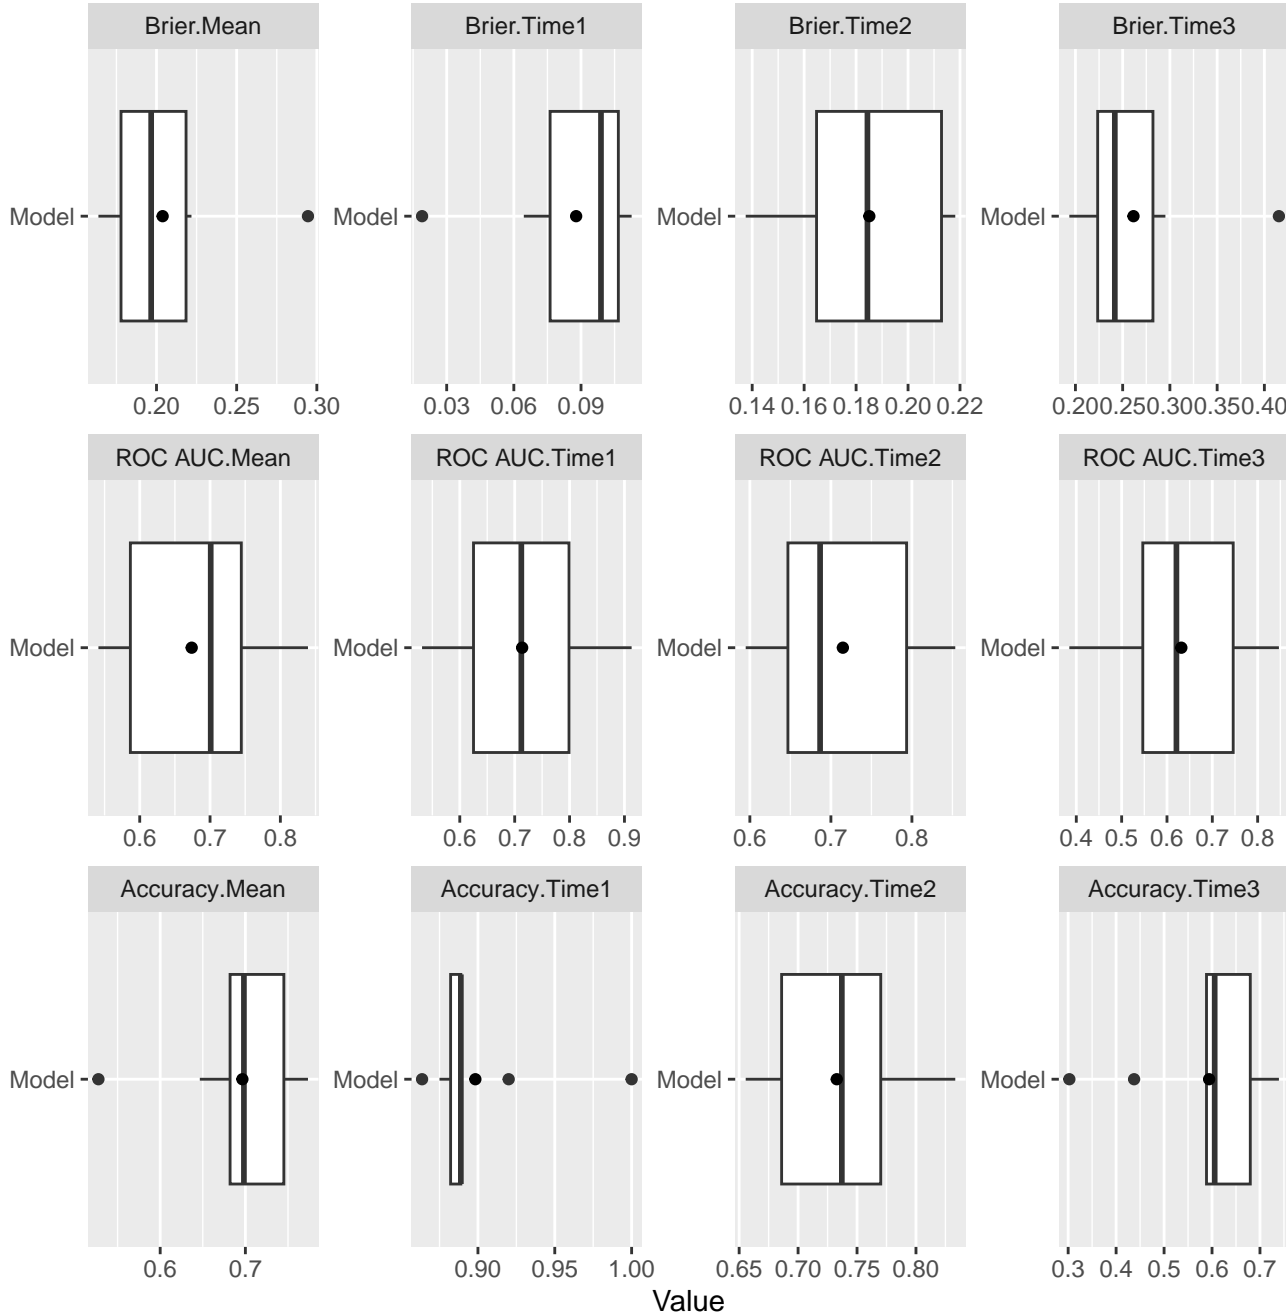 Brier.Mean Brier.Time1 Brier.Time2 Brier.Time3
Model Model Model Model
0.20 0.25 0.30 0.03 0.06 0.09 0.14 0.16 0.18 0.20 0.22 0.20 0.25 0.30 0.35 0.40
ROC AUC.Mean ROC AUC.Time1 ROC AUC.Time2 ROC AUC.Time3
Model Model Model Model
0.6 0.7 0.8 0.6 0.7 0.8 0.9 0.6 0.7 0.8 0.4 0.5 0.6 0.7 0.8
Accuracy.Mean Accuracy.Time1 Accuracy.Time2 Accuracy.Time3
Model Model Model Model
0.6 0.7 0.90 0.95 1.00 0.65 0.70 0.75 0.80 0.3 0.4 0.5 0.6 0.7
Value